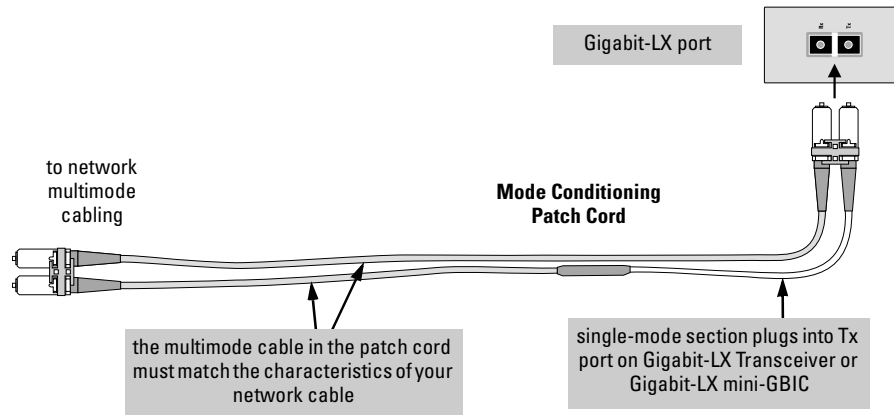 Gigabit-LX port
Rx
Tx
to network
multimode
cabling
Mode Conditioning
Patch Cord
the multimode cable in the patch cord
must match the characteristics of your
network cable
single-mode section plugs into Tx
port on Gigabit-LX Transceiver or
Gigabit-LX mini-GBIC